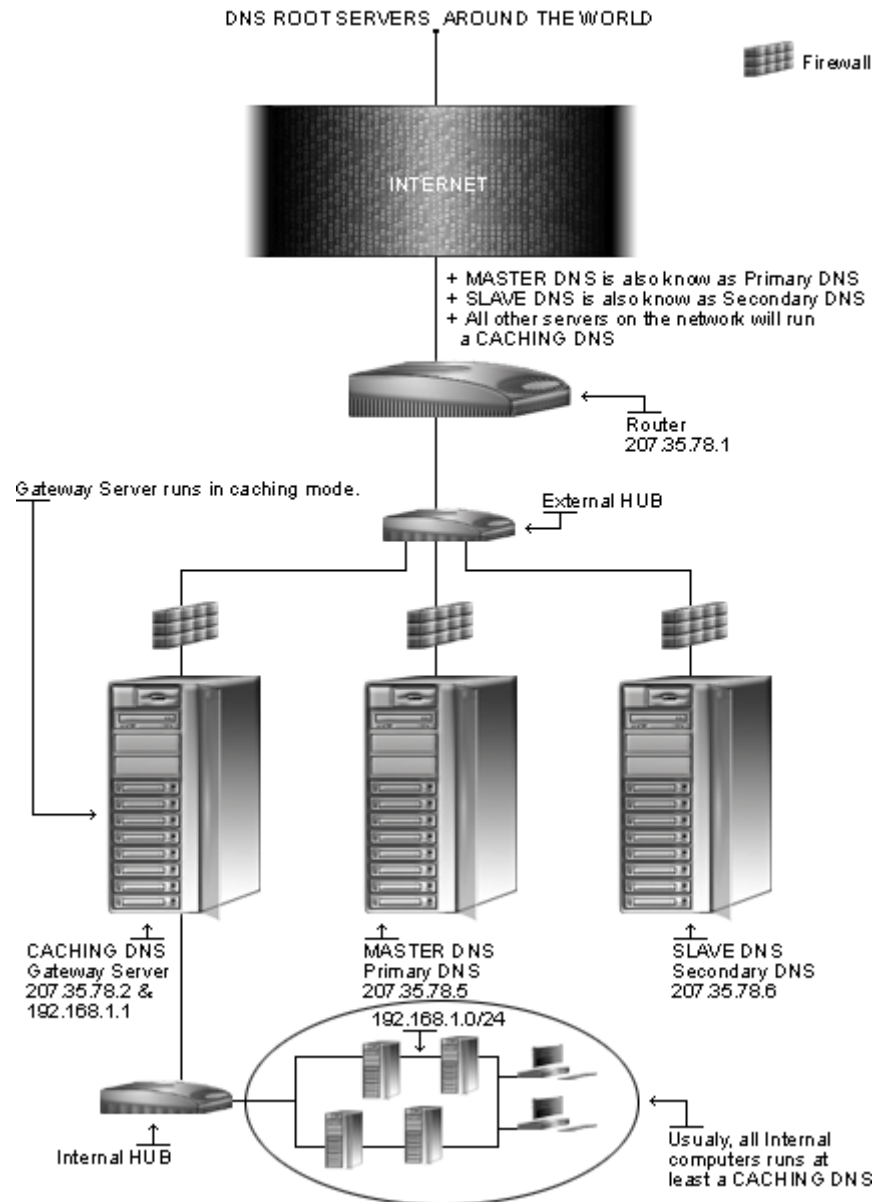 DNS ROOT SERVERS AROUND THE WORLD
Firewall
INTERNET
+ MASTER DNS is also know as Primary DNS
+ SLAVE DNS is also know as Secondary DNS
+ All other servers on the network will run
a CACHING DNS
Router
207.35.78.1
Gateway Server runs in caching mode.
External HUB
CACHING DNS
Gateway Server
207.35.78.2 &
192.168.1.1
MASTER DNS
Primary DNS
207.35.78.5
SLAVE DNS
Secondary DNS
207.35.78.6
192.168.1.0/24
Internal HUB
Usualy, all Internal
computers runs at
least a CACHING DNS